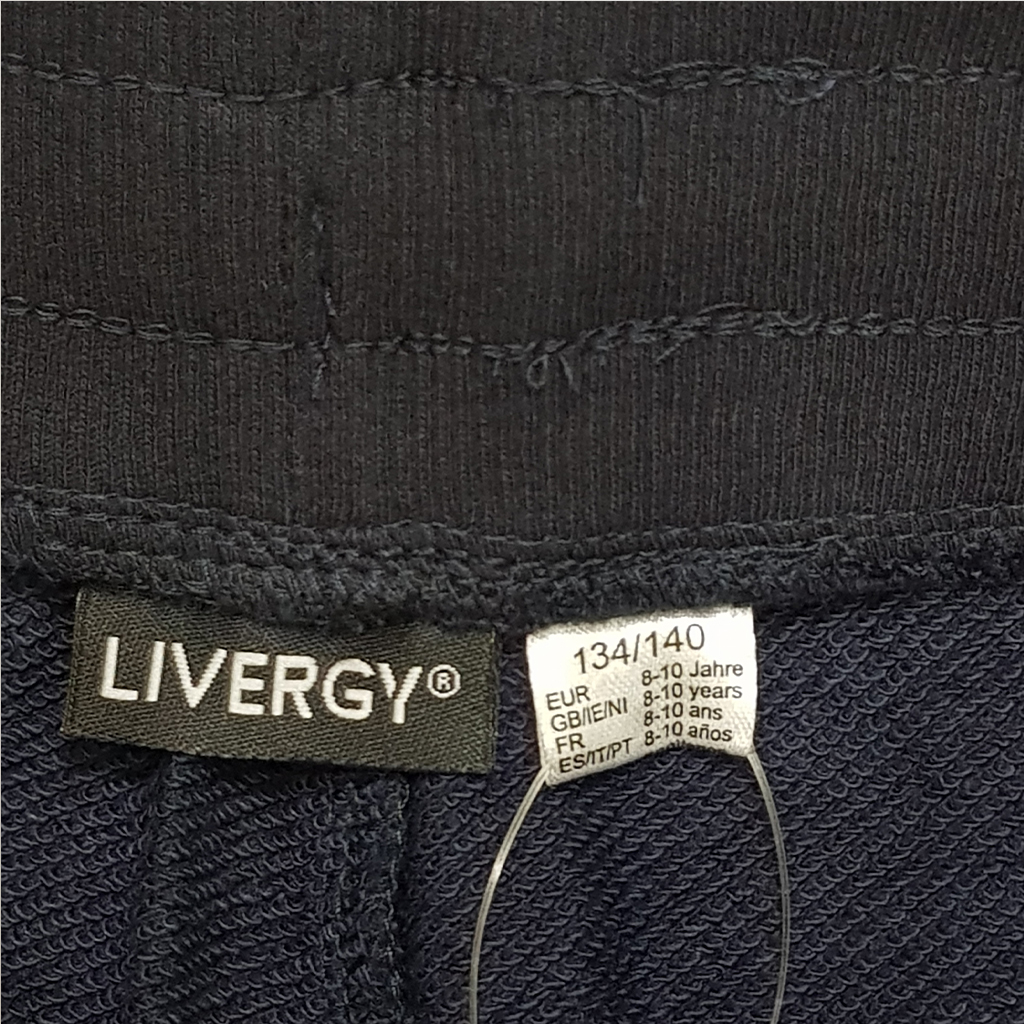 LIVERGY®
134/140
EUR 8-10 Jahre
GB/IE/NI 8-10 years
FR 8-10 ans
ES/IT/PT 8-10 años